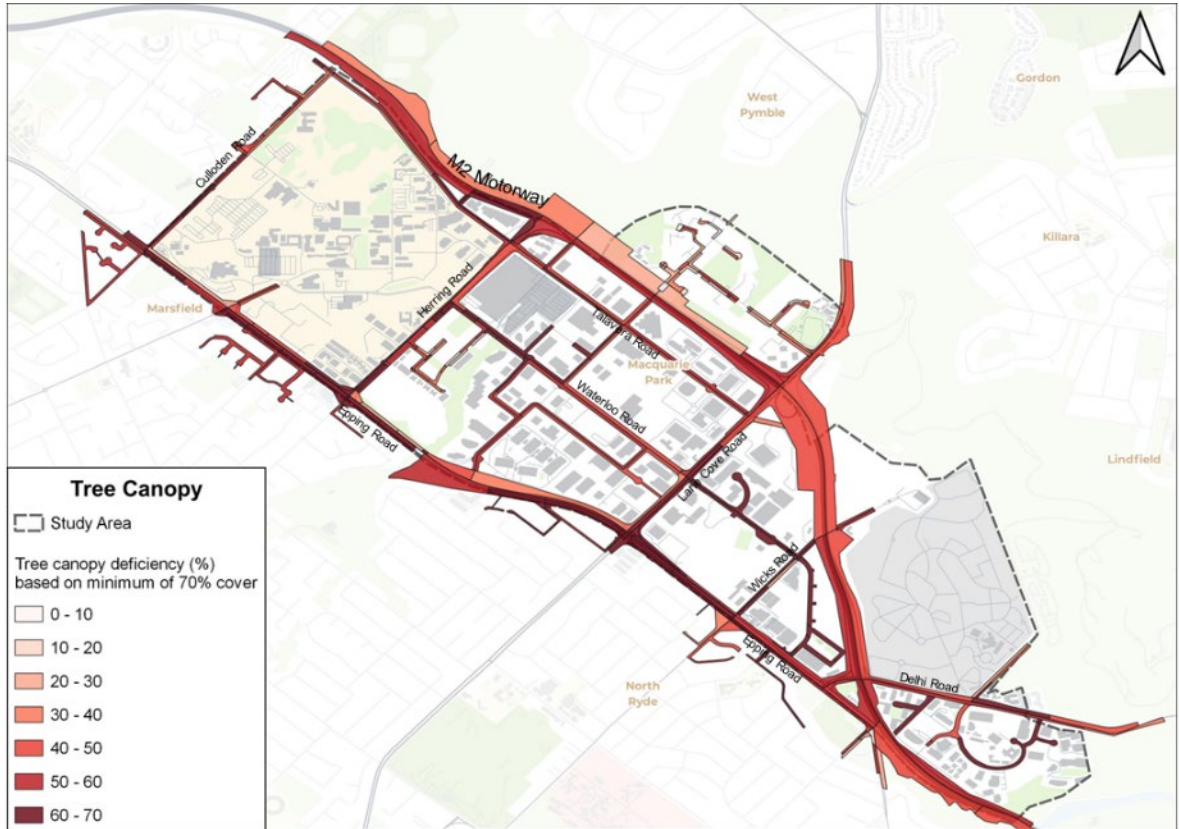 West
Pymble
Gordon
Culloden Road
M2 Motorway
Killara
Marsfield
Herring Road
Talavera Road
Macquarie
Park
Waterloo Road
Epping Road
Lane Cove Road
Lindfield
Wicks Road
Epping Road
North
Ryde
Delhi Road
Tree Canopy
Study Area
Tree canopy deficiency (%)
based on minimum of 70% cover
0 - 10
10 - 20
20 - 30
30 - 40
40 - 50
50 - 60
60 - 70